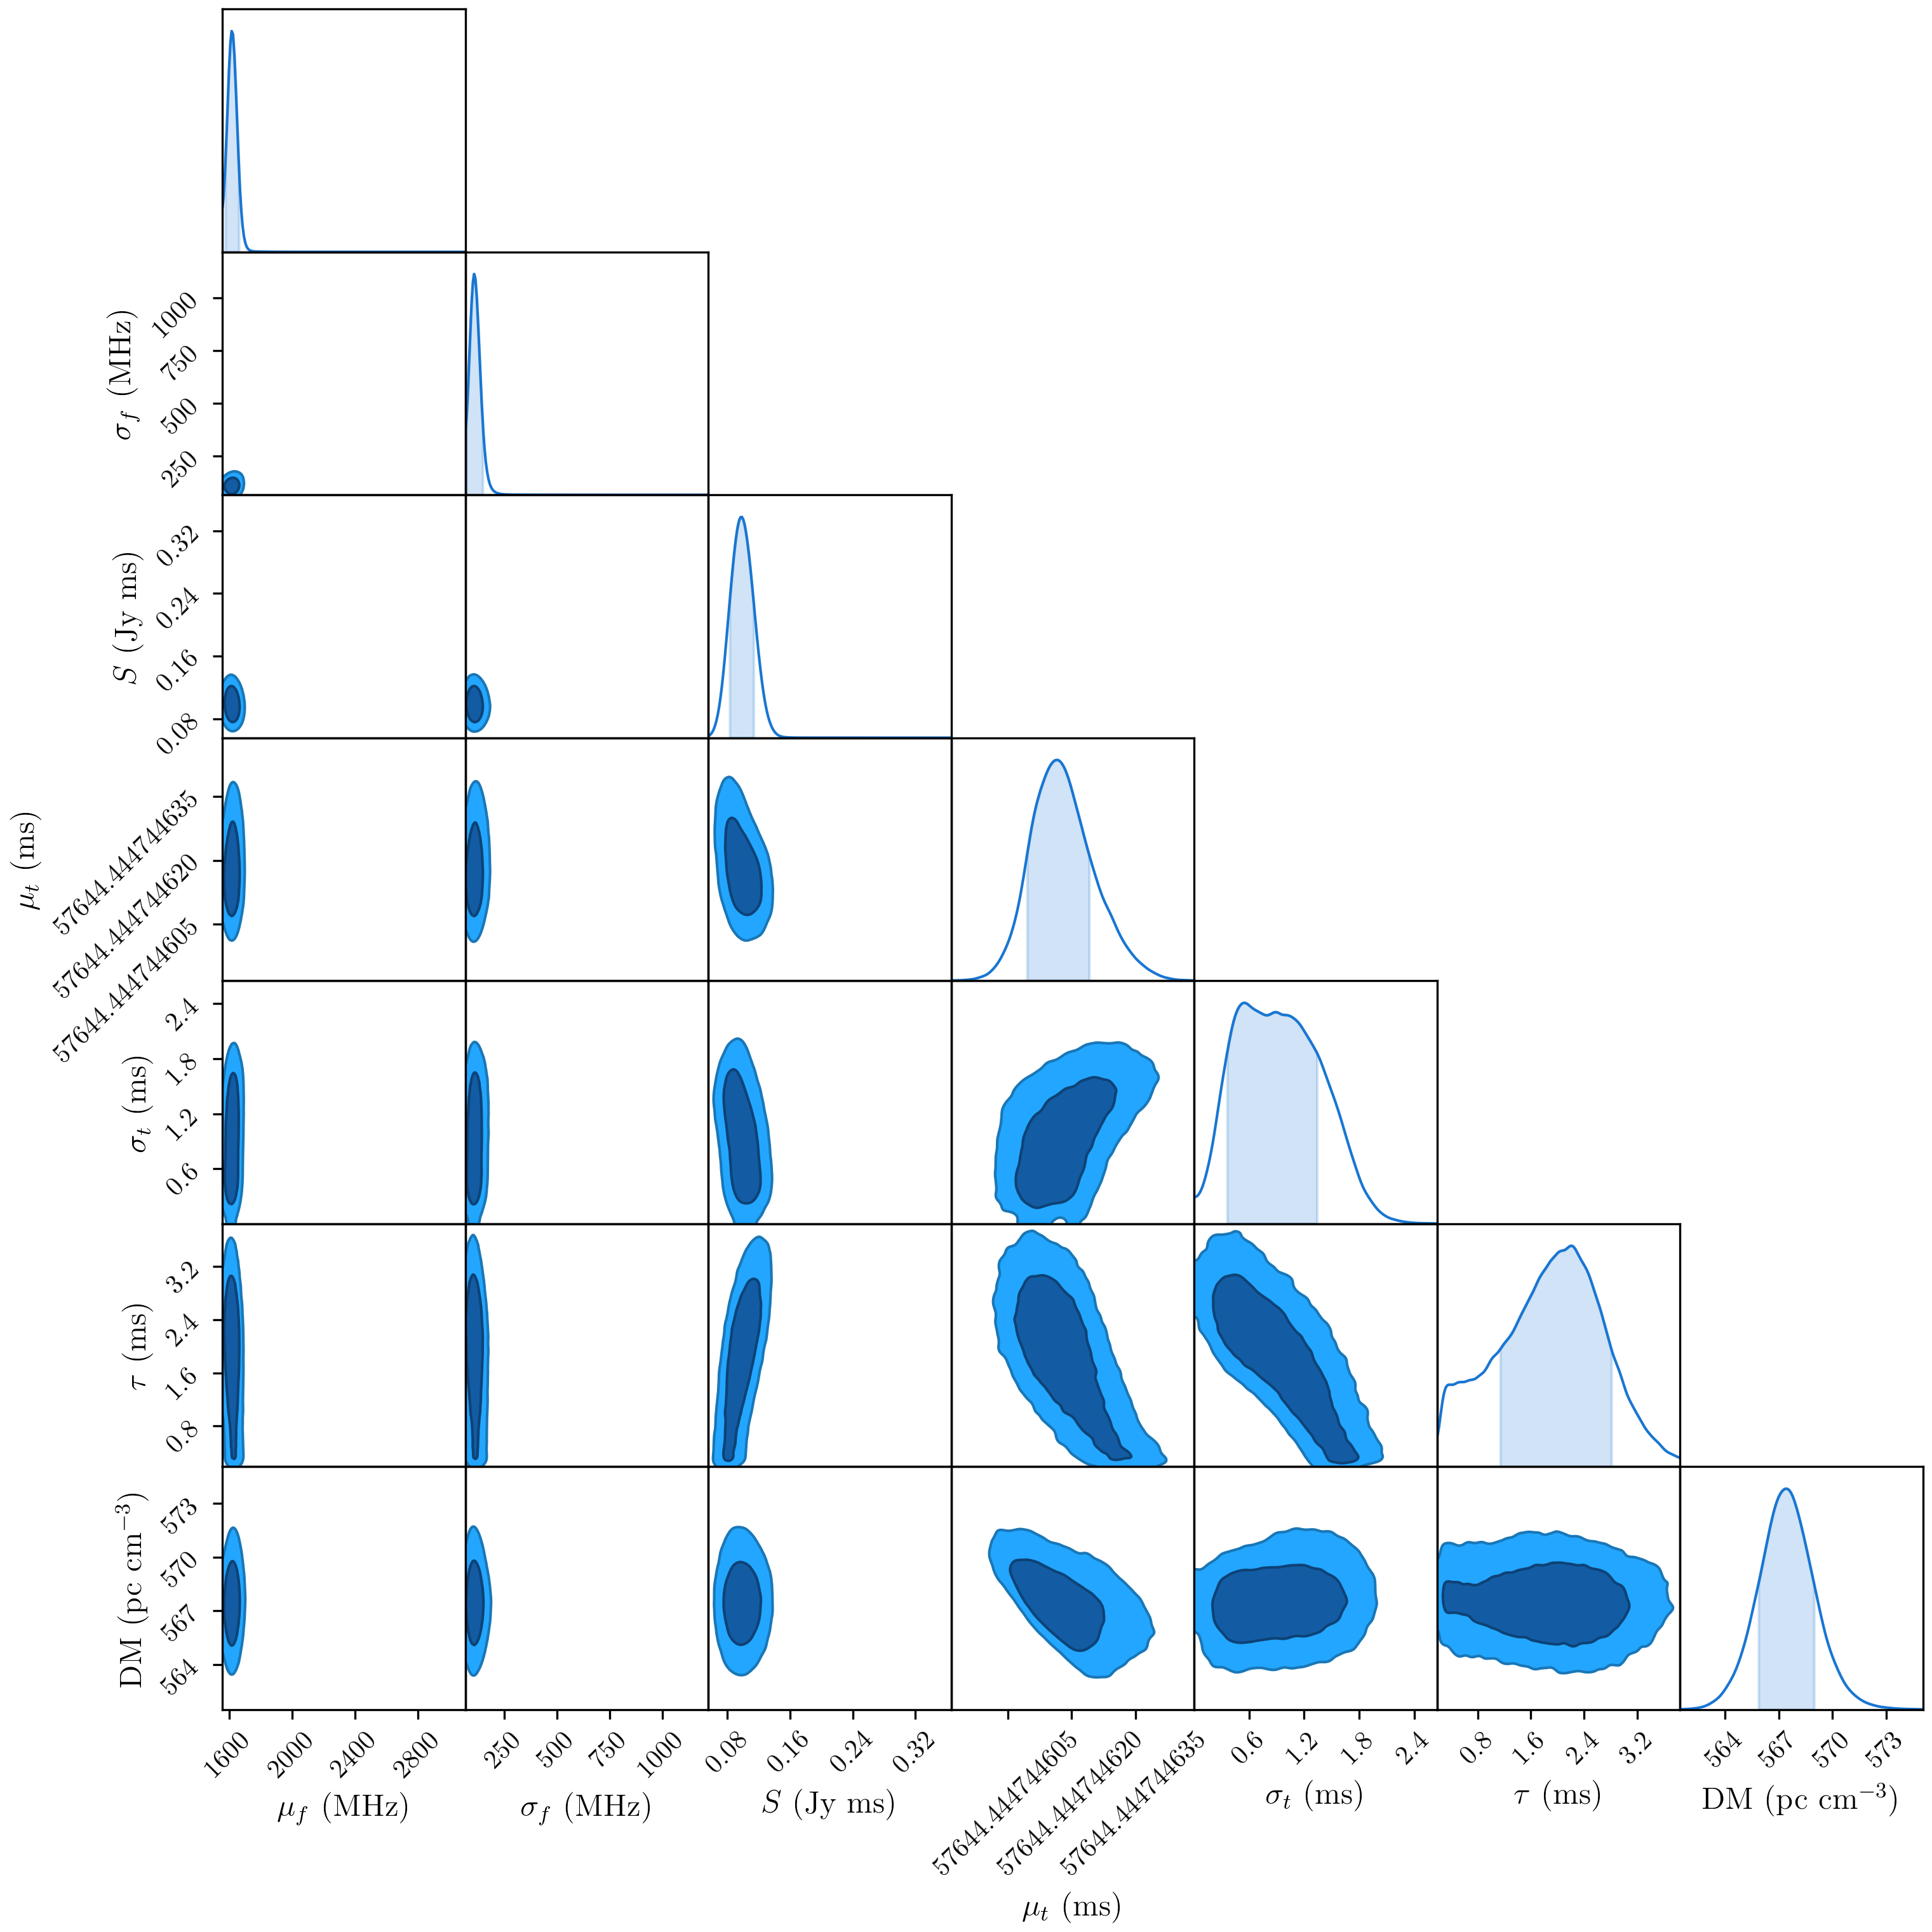 σ_f (MHz)
1000
750
500
250
S (Jy ms)
0.32
0.24
0.16
0.08
μ_t (ms)
57644.444744635
57644.444744620
57644.444744605
σ_t (ms)
2.4
1.8
1.2
0.6
τ (ms)
3.2
2.4
1.6
0.8
DM (pc cm⁻³)
573
570
567
564
1600 2000 2400 2800
μ_f (MHz)
250 500 750 1000
σ_f (MHz)
0.08 0.16 0.24 0.32
S (Jy ms)
57644.444744605 57644.444744620 57644.444744635
μ_t (ms)
0.6 1.2 1.8 2.4
σ_t (ms)
0.8 1.6 2.4 3.2
τ (ms)
564 567 570 573
DM (pc cm⁻³)